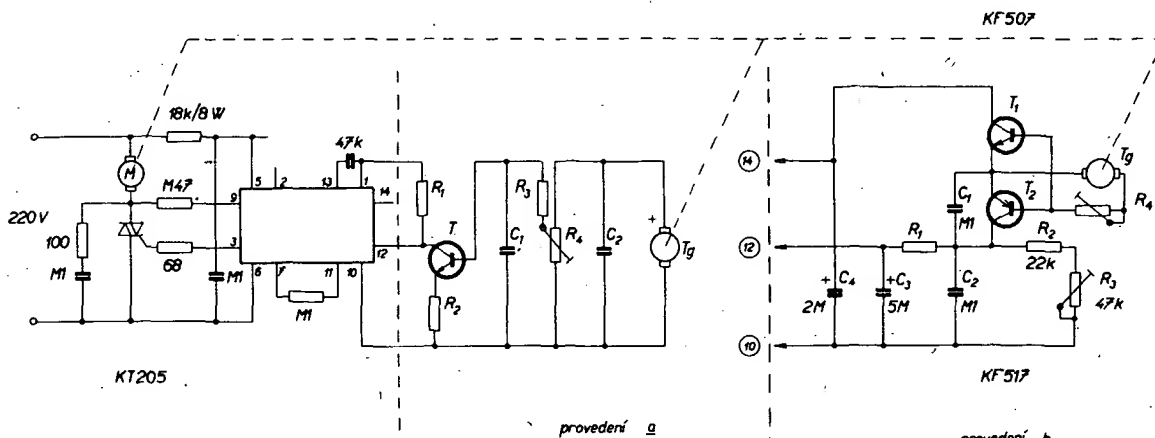 KF507
18k/8W
47k
T₁
13
1
5
2
14
R₁
R₃
14
Tg
M
M47
9
C₁
T₂
R₄
T
R₄
+
220V
100
3
12
C₁
C₂
Tg
M1
12
R₁
R₂
68
22k
M1
M1
6
7
11
10
R₂
+
C₄
+
C₃
C₂
R₃
M1
2M
5M
M1
47k
10
KT205
KF517
provedení a
provedení b